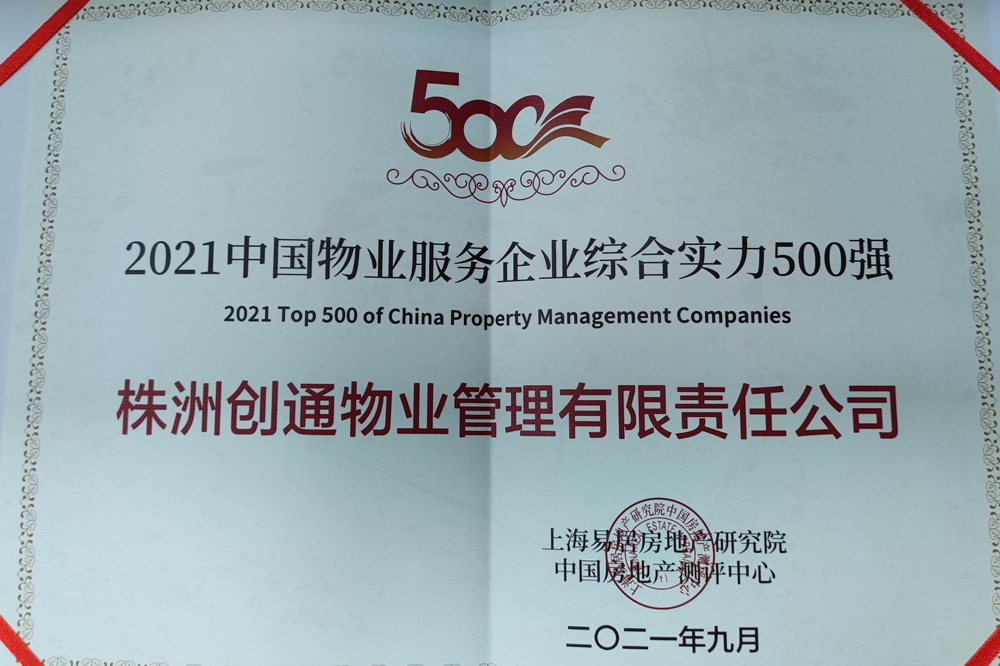 500
2021中国物业服务企业综合实力500强
2021 Top 500 of China Property Management Companies
株洲创通物业管理有限责任公司
上海易居房地产研究院
中国房地产测评中心
二〇二一年九月